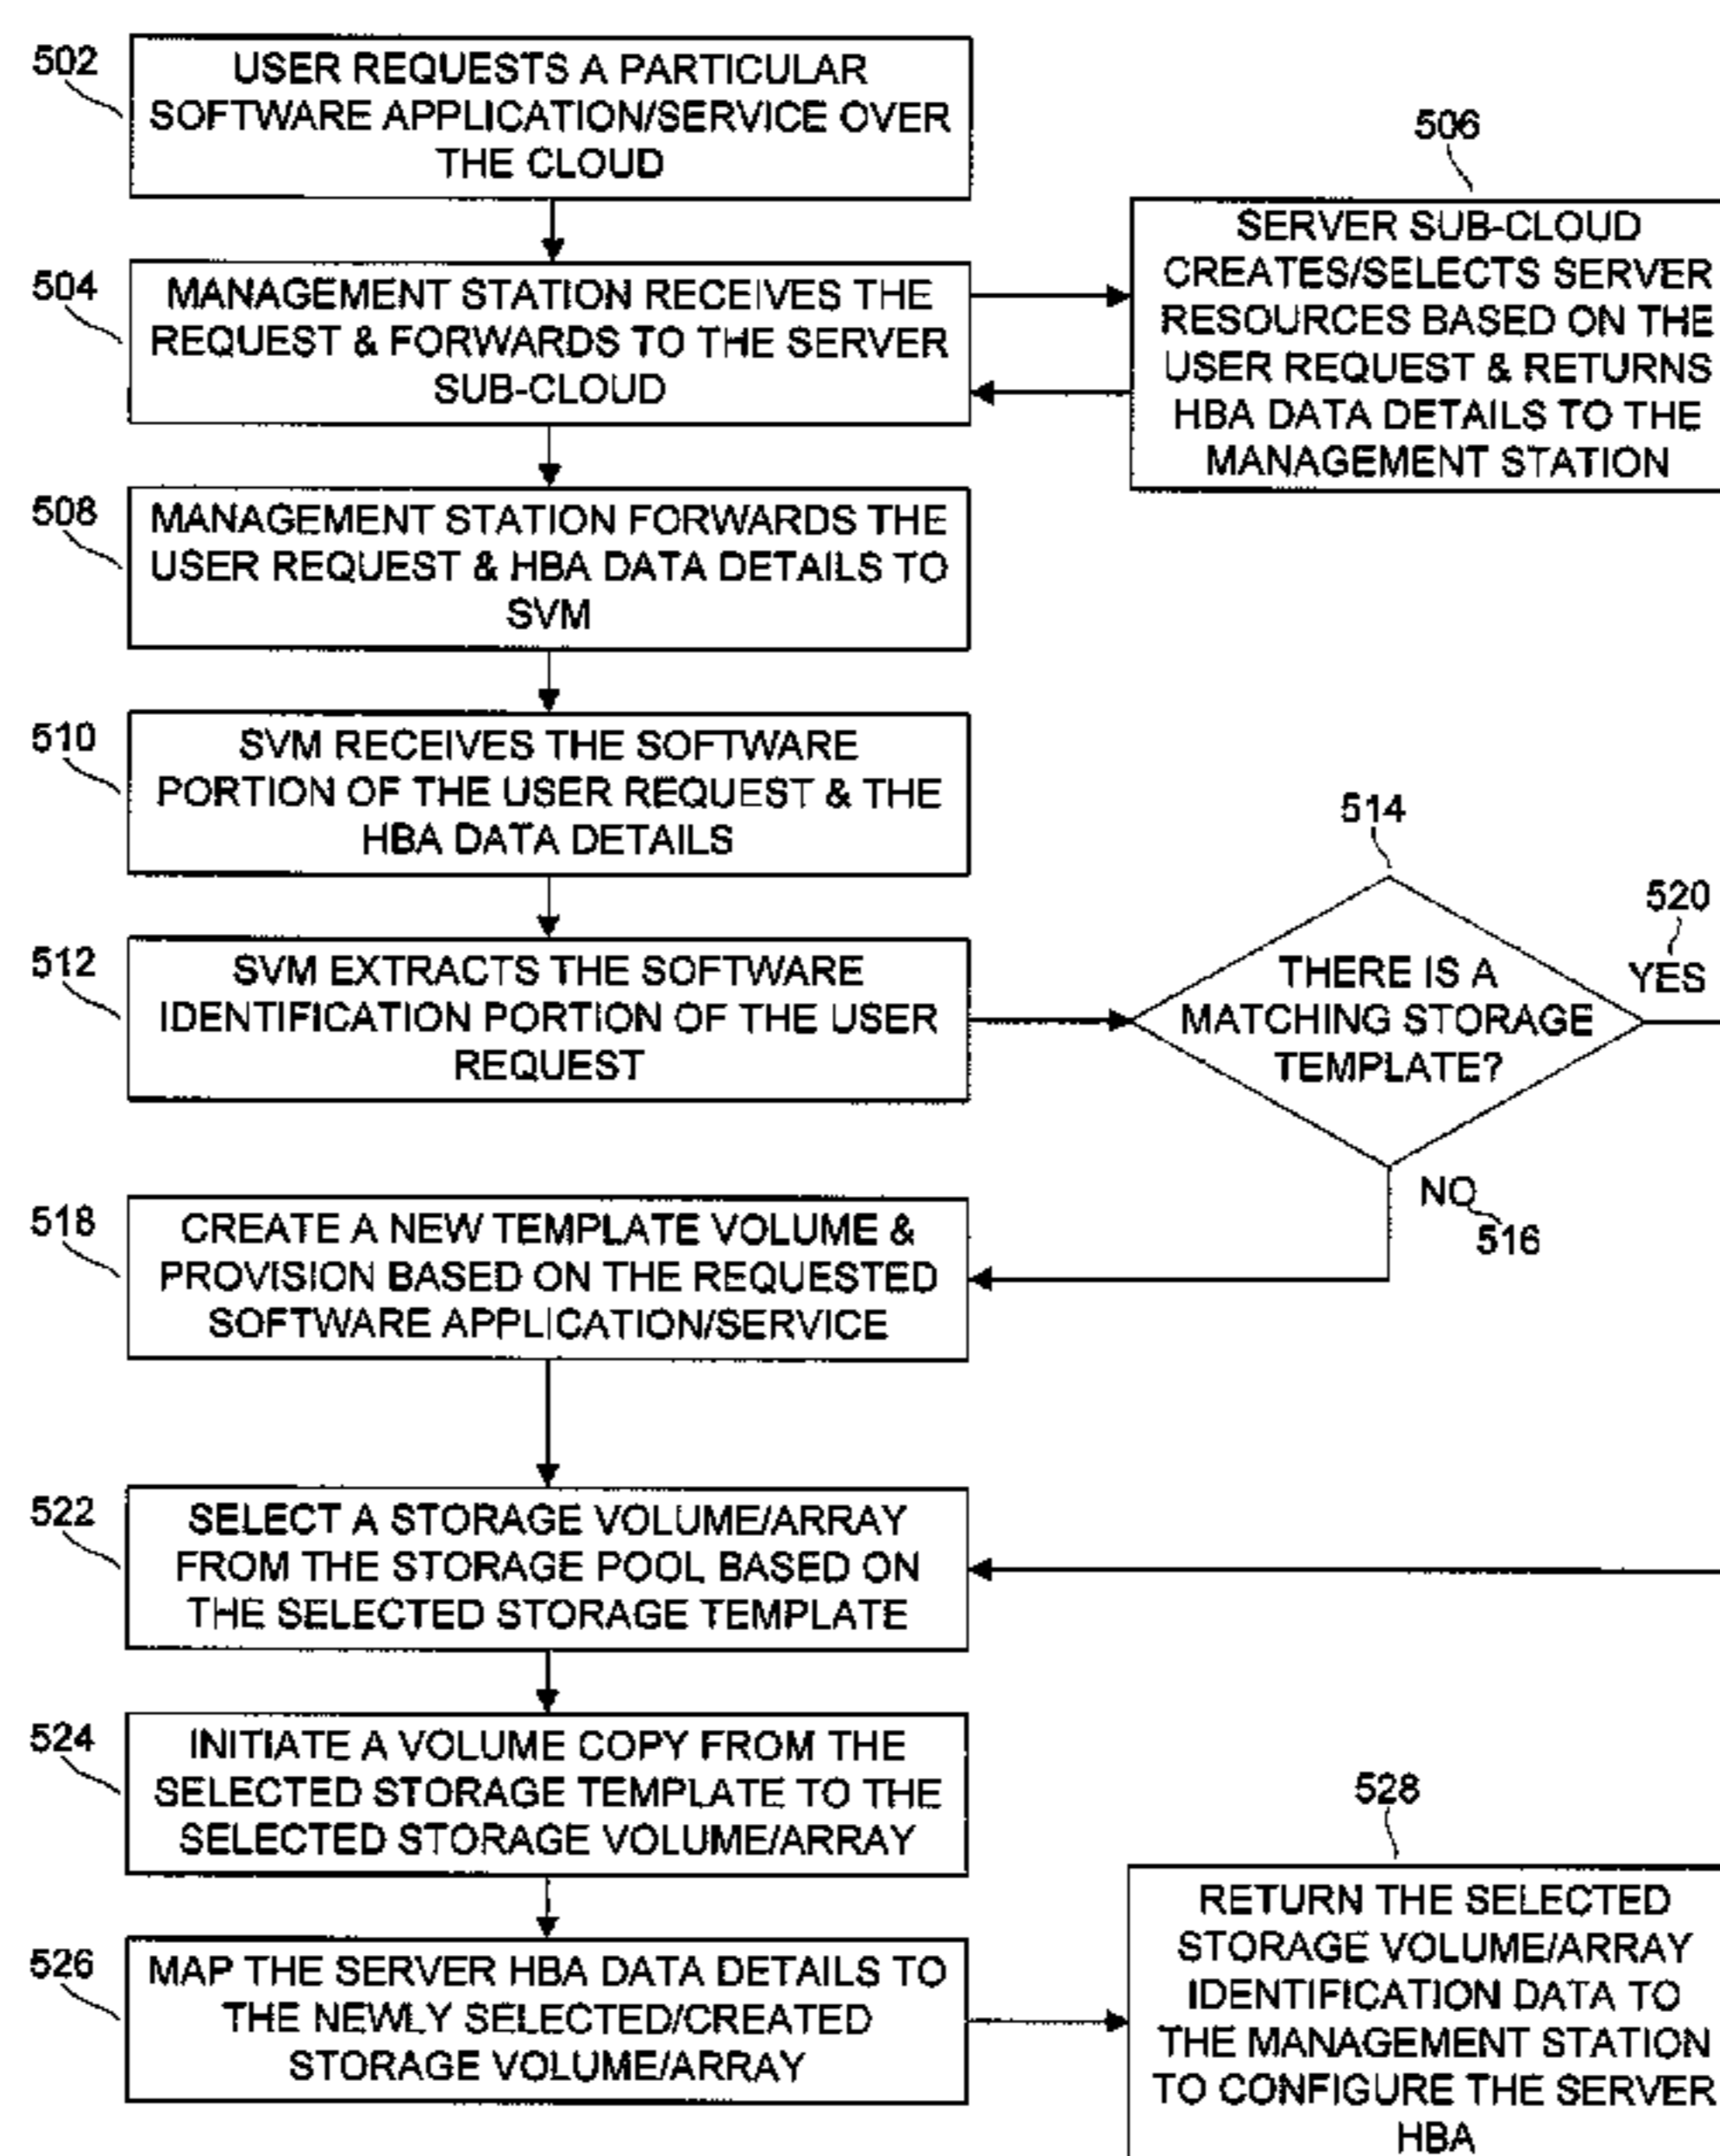 502
USER REQUESTS A PARTICULAR
SOFTWARE APPLICATION/SERVICE OVER
THE CLOUD
504
MANAGEMENT STATION RECEIVES THE
REQUEST & FORWARDS TO THE SERVER
SUB-CLOUD
506
SERVER SUB-CLOUD
CREATES/SELECTS SERVER
RESOURCES BASED ON THE
USER REQUEST & RETURNS
HBA DATA DETAILS TO THE
MANAGEMENT STATION
508
MANAGEMENT STATION FORWARDS THE
USER REQUEST & HBA DATA DETAILS TO
SVM
510
SVM RECEIVES THE SOFTWARE
PORTION OF THE USER REQUEST & THE
HBA DATA DETAILS
512
SVM EXTRACTS THE SOFTWARE
IDENTIFICATION PORTION OF THE USER
REQUEST
514
THERE IS A
MATCHING STORAGE
TEMPLATE?
520
YES
NO
516
518
CREATE A NEW TEMPLATE VOLUME &
PROVISION BASED ON THE REQUESTED
SOFTWARE APPLICATION/SERVICE
522
SELECT A STORAGE VOLUME/ARRAY
FROM THE STORAGE POOL BASED ON
THE SELECTED STORAGE TEMPLATE
524
INITIATE A VOLUME COPY FROM THE
SELECTED STORAGE TEMPLATE TO THE
SELECTED STORAGE VOLUME/ARRAY
526
MAP THE SERVER HBA DATA DETAILS TO
THE NEWLY SELECTED/CREATED
STORAGE VOLUME/ARRAY
528
RETURN THE SELECTED
STORAGE VOLUME/ARRAY
IDENTIFICATION DATA TO
THE MANAGEMENT STATION
TO CONFIGURE THE SERVER
HBA